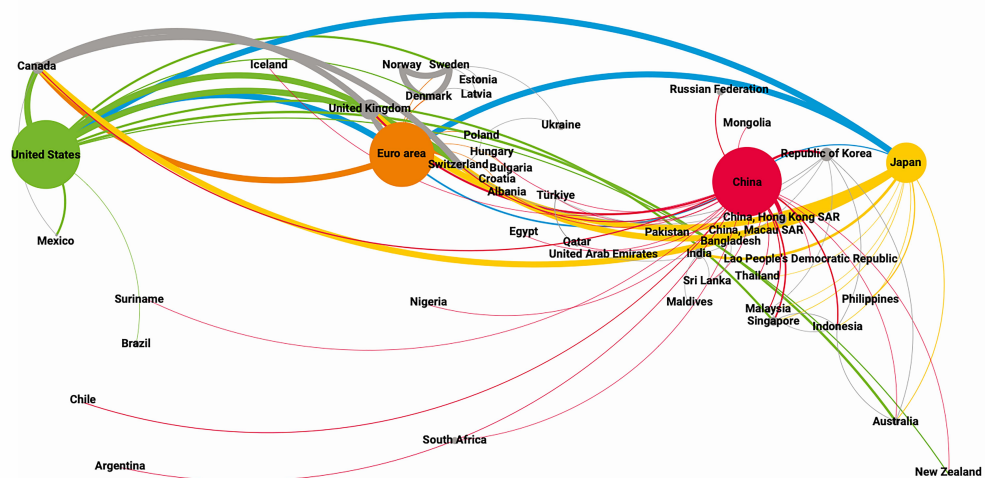 Canada
Iceland
Norway
Sweden
Estonia
Latvia
Denmark
United Kingdom
Russian Federation
Mongolia
Ukraine
Poland
United States
Euro area
Hungary
Switzerland
Bulgaria
Croatia
Albania
Türkiye
Republic of Korea
Japan
China
China, Hong Kong SAR
China, Macau SAR
Pakistan
Bangladesh
Mexico
Egypt
Qatar
United Arab Emirates
India
Lao People's Democratic Republic
Sri Lanka
Thailand
Suriname
Nigeria
Maldives
Malaysia
Philippines
Singapore
Indonesia
Brazil
Chile
Australia
South Africa
Argentina
New Zealand